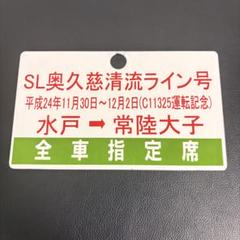 SL奥久慈清流ライン号
平成24年11月30日～12月2日(C11325運転記念)
水戸 ➡ 常陸大子
全車指定席